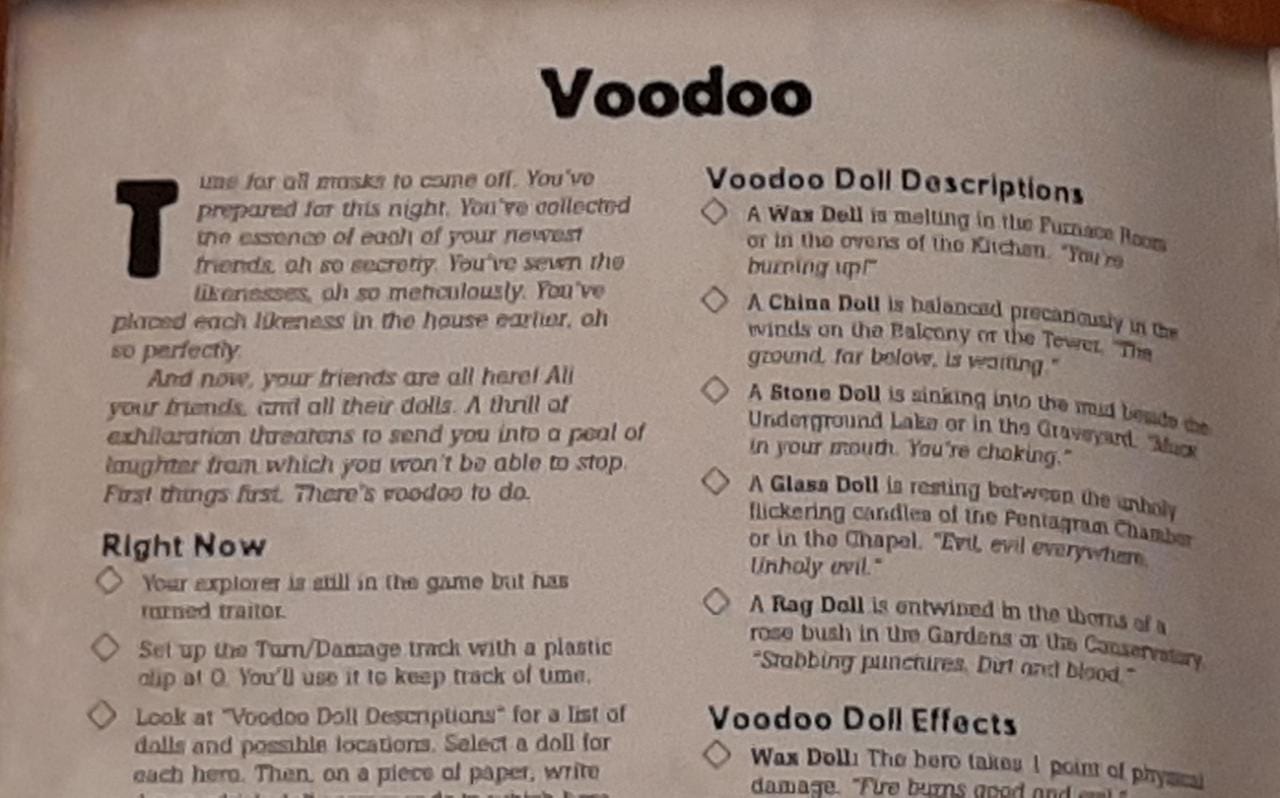 Voodoo
Time for all masks to come off. You've
prepared for this night. You've collected
the essence of each of your newest
friends, oh so secretly. You've sewn the
likenesses, oh so meticulously. You've
placed each likeness in the house earlier, oh
so perfectly.
And now, your friends are all here! All
your friends, and all their dolls. A thrill of
exhilaration threatens to send you into a peal of
laughter from which you won't be able to stop.
First things first. There's voodoo to do.
Right Now
Your explorer is still in the game but has
turned traitor.
Set up the Turn/Damage track with a plastic
clip at 0. You'll use it to keep track of time.
Look at "Voodoo Doll Descriptions" for a list of
dolls and possible locations. Select a doll for
each hero. Then, on a piece of paper, write
Voodoo Doll Descriptions
A Wax Doll is melting in the Furnace Room
or in the ovens of the Kitchen. "You're
burning up!"
A China Doll is balanced precariously in the
winds on the Balcony or the Tower. "The
ground, far below, is waiting."
A Stone Doll is sinking into the mud beside the
Underground Lake or in the Graveyard. "Muck
in your mouth. You're choking."
A Glass Doll is resting between the unholy
flickering candles of the Pentagram Chamber
or in the Chapel. "Evil, evil everywhere.
Unholy evil."
A Rag Doll is entwined in the thorns of a
rose bush in the Gardens or the Conservatory.
"Stabbing punctures. Dirt and blood."
Voodoo Doll Effects
Wax Doll: The hero takes 1 point of physical
damage. "Fire burns good and